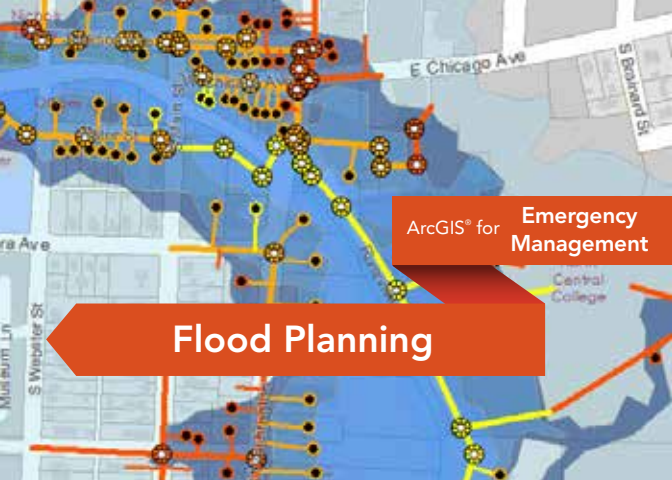 E Chicago Ave
S Brainard St
ArcGIS® for
Emergency
Management
Central
College
Flood Planning
S Webster St
Museum Ln